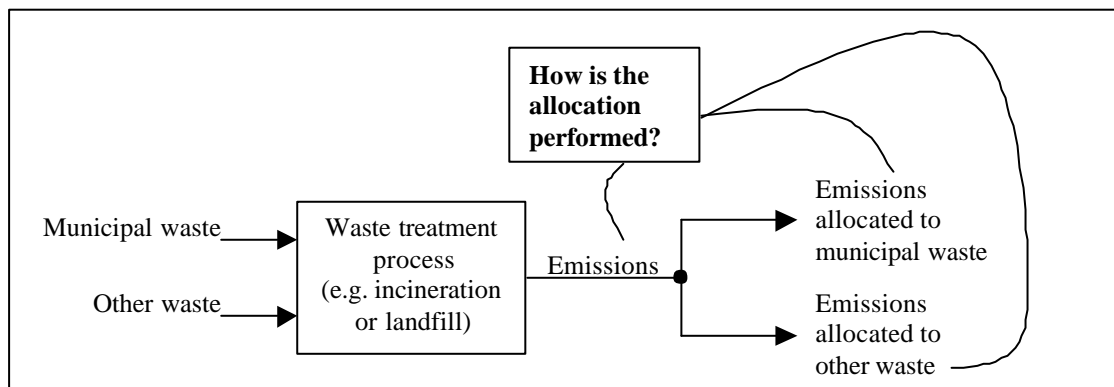 How is the
allocation
performed?
Municipal waste
Other waste
Waste treatment
process
(e.g. incineration
or landfill)
Emissions
Emissions
allocated to
municipal waste
Emissions
allocated to
other waste